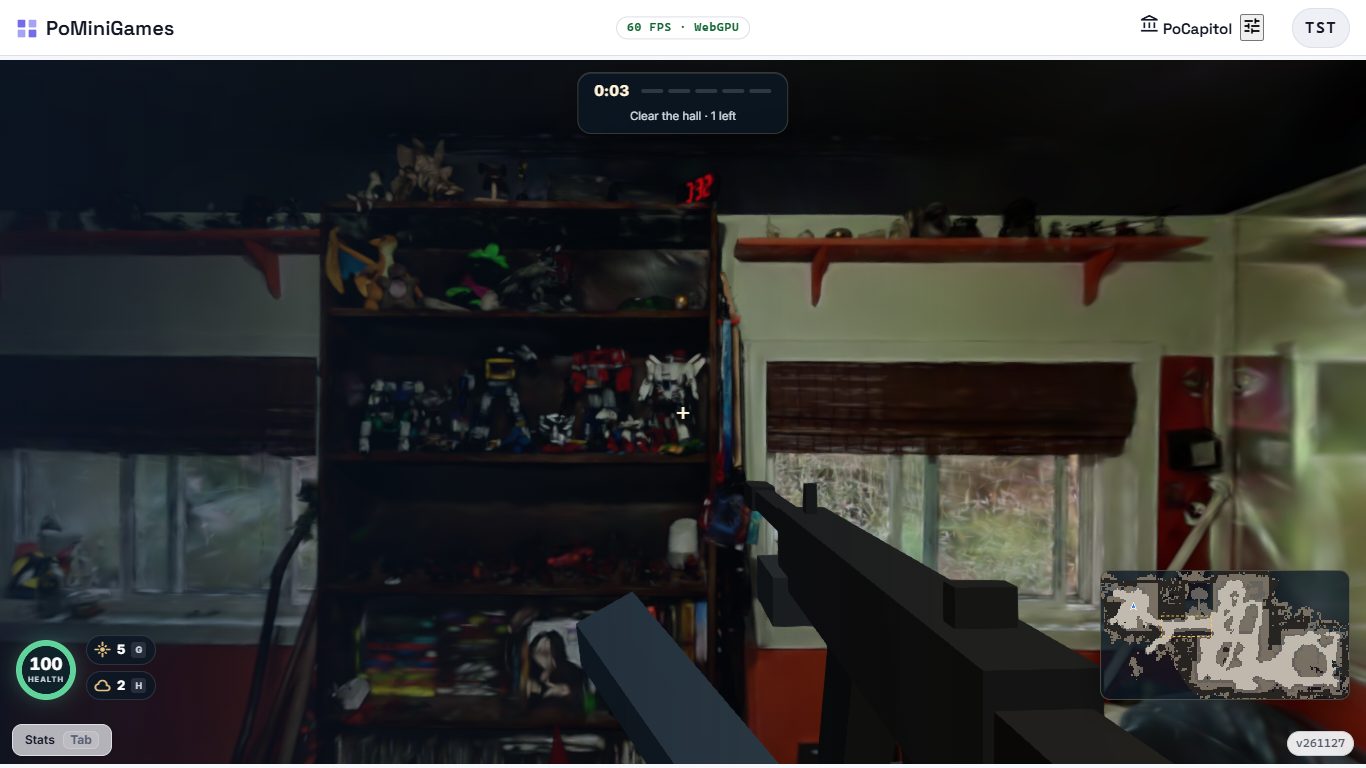 PoMiniGames
60 FPS · WebGPU
PoCapitol
TST
0:03
Clear the hall · 1 left
332
100
HEALTH
5 G
2 H
Stats Tab
v261127